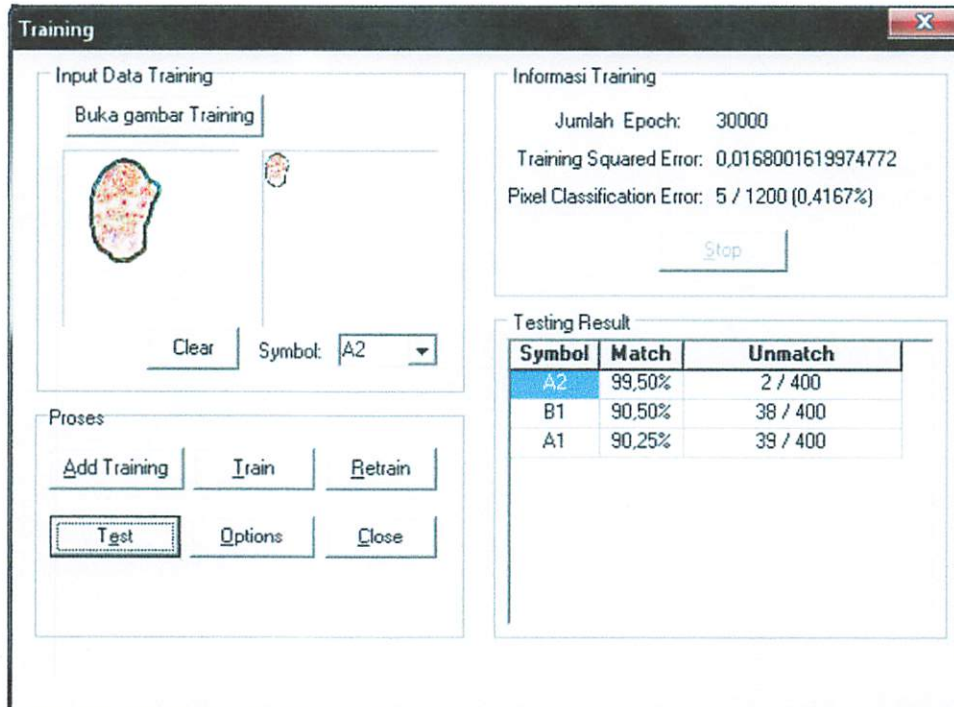 Training
Input Data Training
Buka gambar Training
Clear
Symbol: A2
Proses
Add Training Train Retrain
Test Options Close
Informasi Training
Jumlah Epoch: 30000
Training Squared Error: 0,0168001619974772
Pixel Classification Error: 5 / 1200 (0,4167%)
Stop
Testing Result
Symbol Match Unmatch
A2 99,50% 2 / 400
B1 90,50% 38 / 400
A1 90,25% 39 / 400